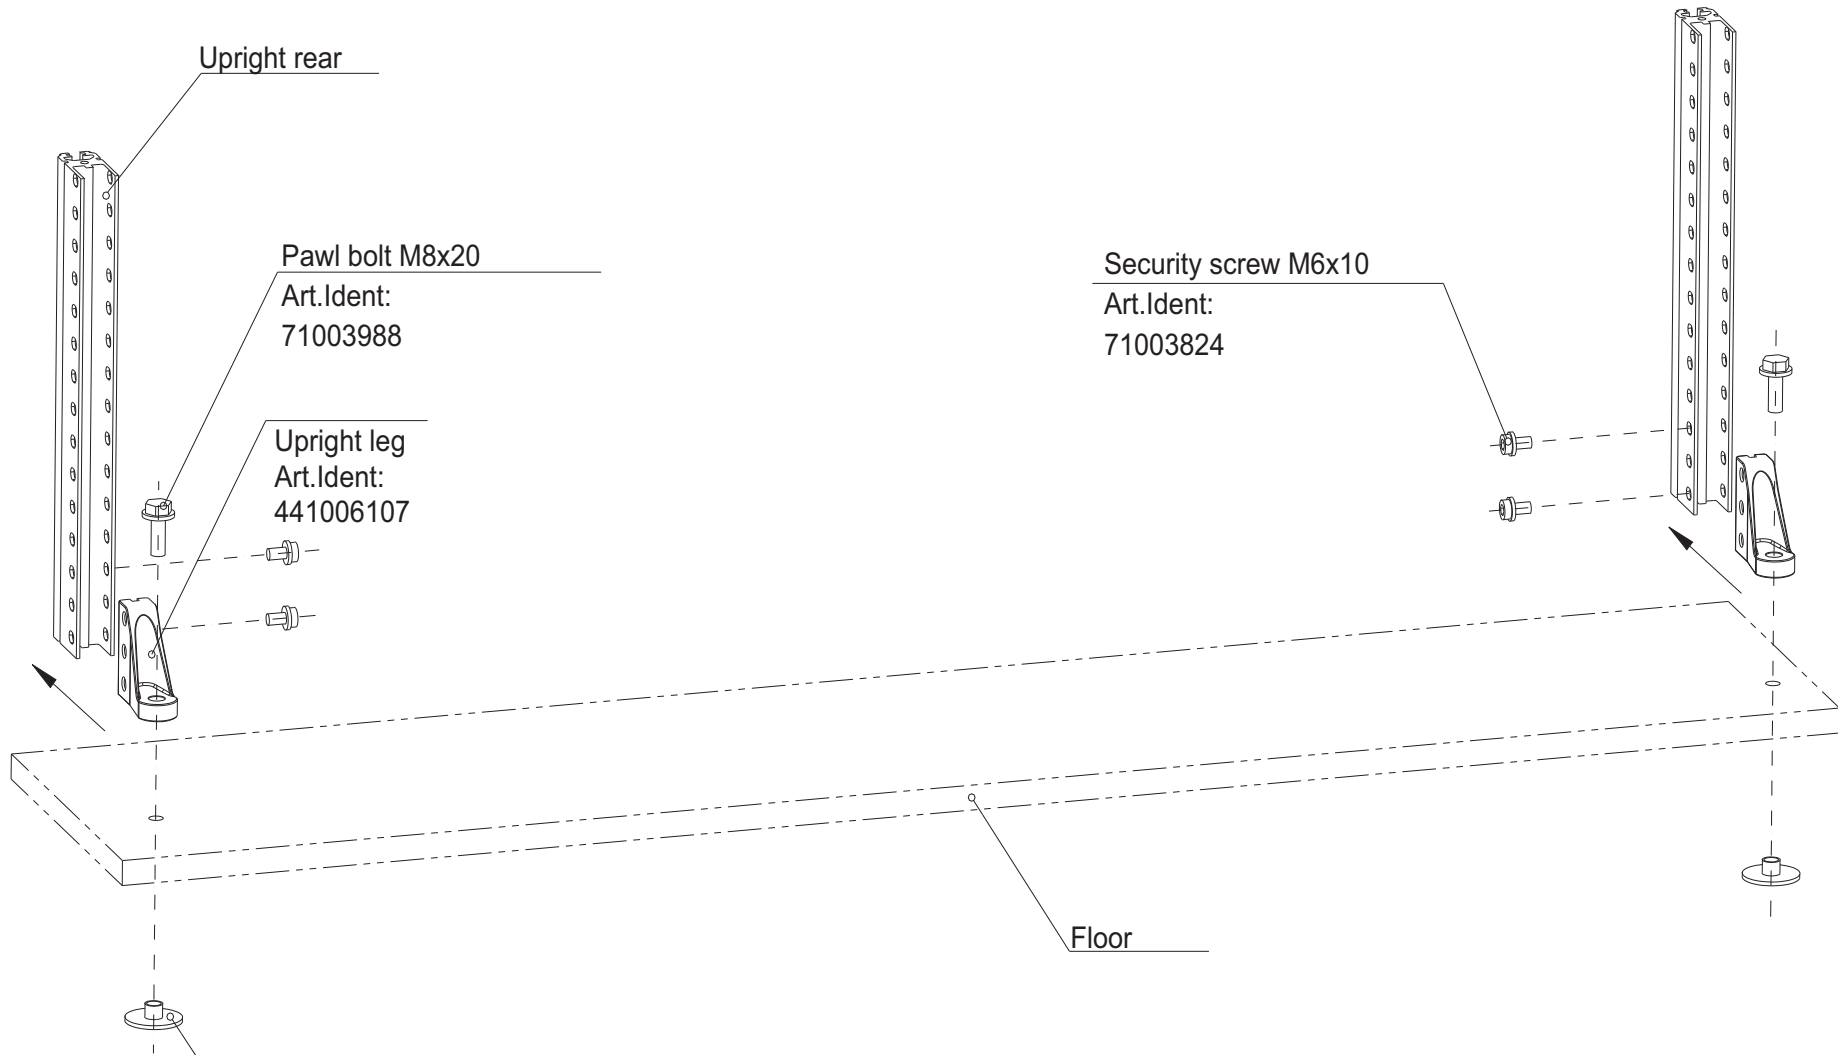 Upright rear
Pawl bolt M8x20
Art.Ident:
71003988
Security screw M6x10
Art.Ident:
71003824
Upright leg
Art.Ident:
441006107
Floor